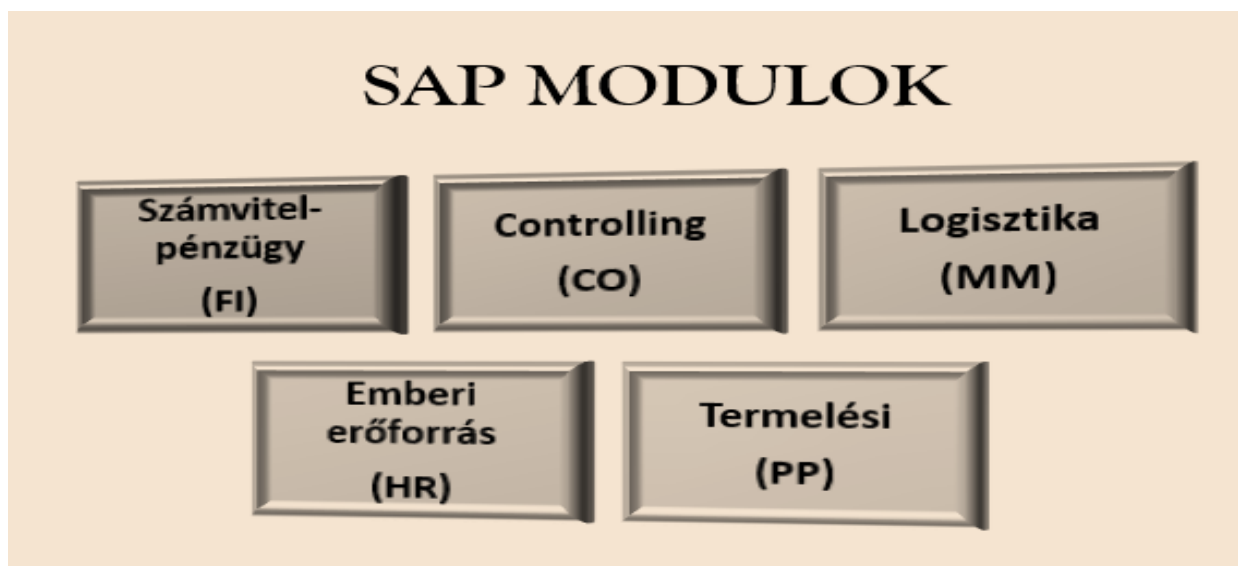 SAP MODULOK
Számvitel-
pénzügy
(FI)
Controlling
(CO)
Logisztika
(MM)
Emberi
erőforrás
(HR)
Termelési
(PP)